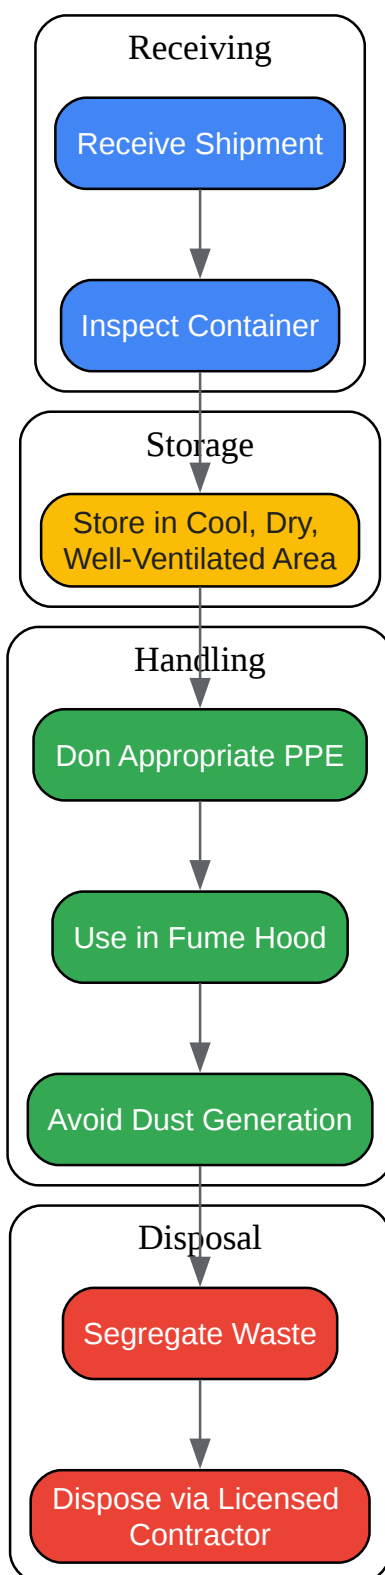 Receiving
Receive Shipment
Inspect Container
Storage
Store in Cool, Dry,
Well-Ventilated Area
Handling
Don Appropriate PPE
Use in Fume Hood
Avoid Dust Generation
Disposal
Segregate Waste
Dispose via Licensed
Contractor